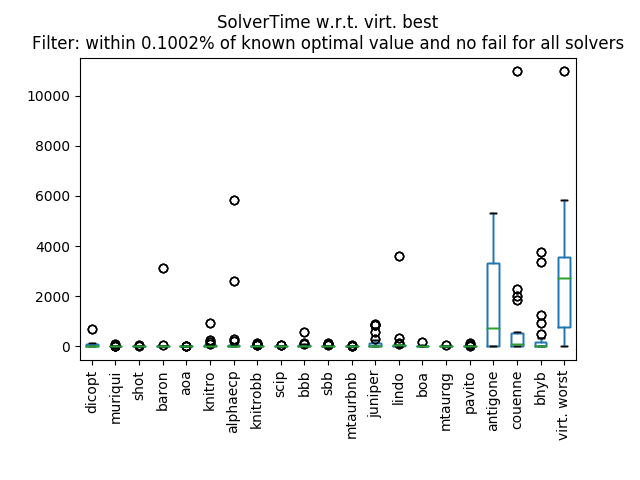 SolverTime w.r.t. virt. best
Filter: within 0.1002% of known optimal value and no fail for all solvers
10000
8000
6000
4000
2000
0
dicopt
muriqui
shot
baron
aoa
knitro
alphaecp
knitrobb
scip
bbb
sbb
mtaurbnb
juniper
lindo
boa
mtaurqg
pavito
antigone
couenne
bhyb
virt. worst